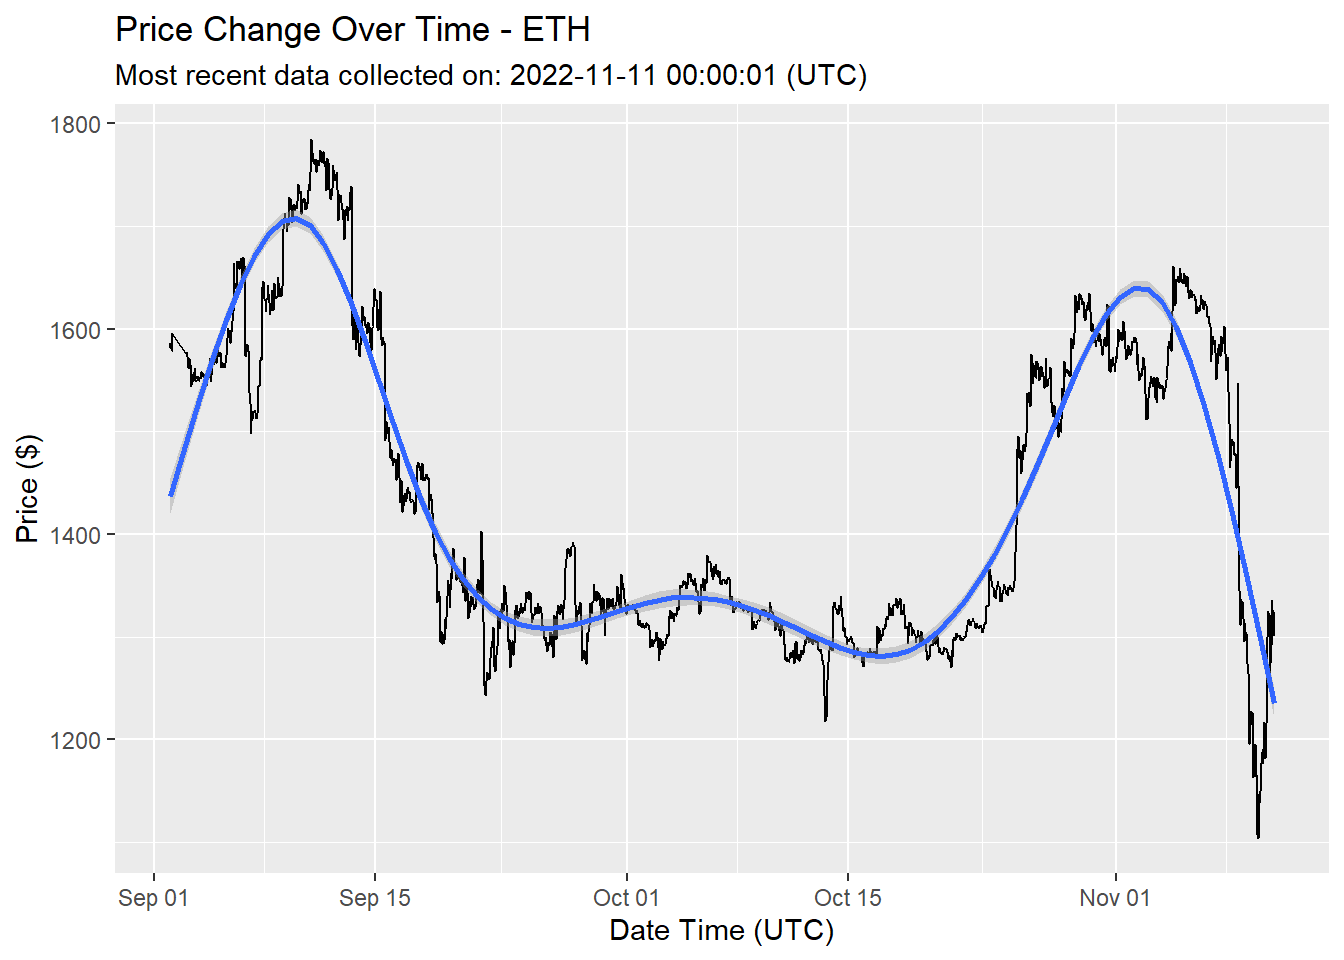 Price Change Over Time - ETH
Most recent data collected on: 2022-11-11 00:00:01 (UTC)
1800
1600
1400
1200
Price ($)
Sep 01
Sep 15
Oct 01
Oct 15
Nov 01
Date Time (UTC)